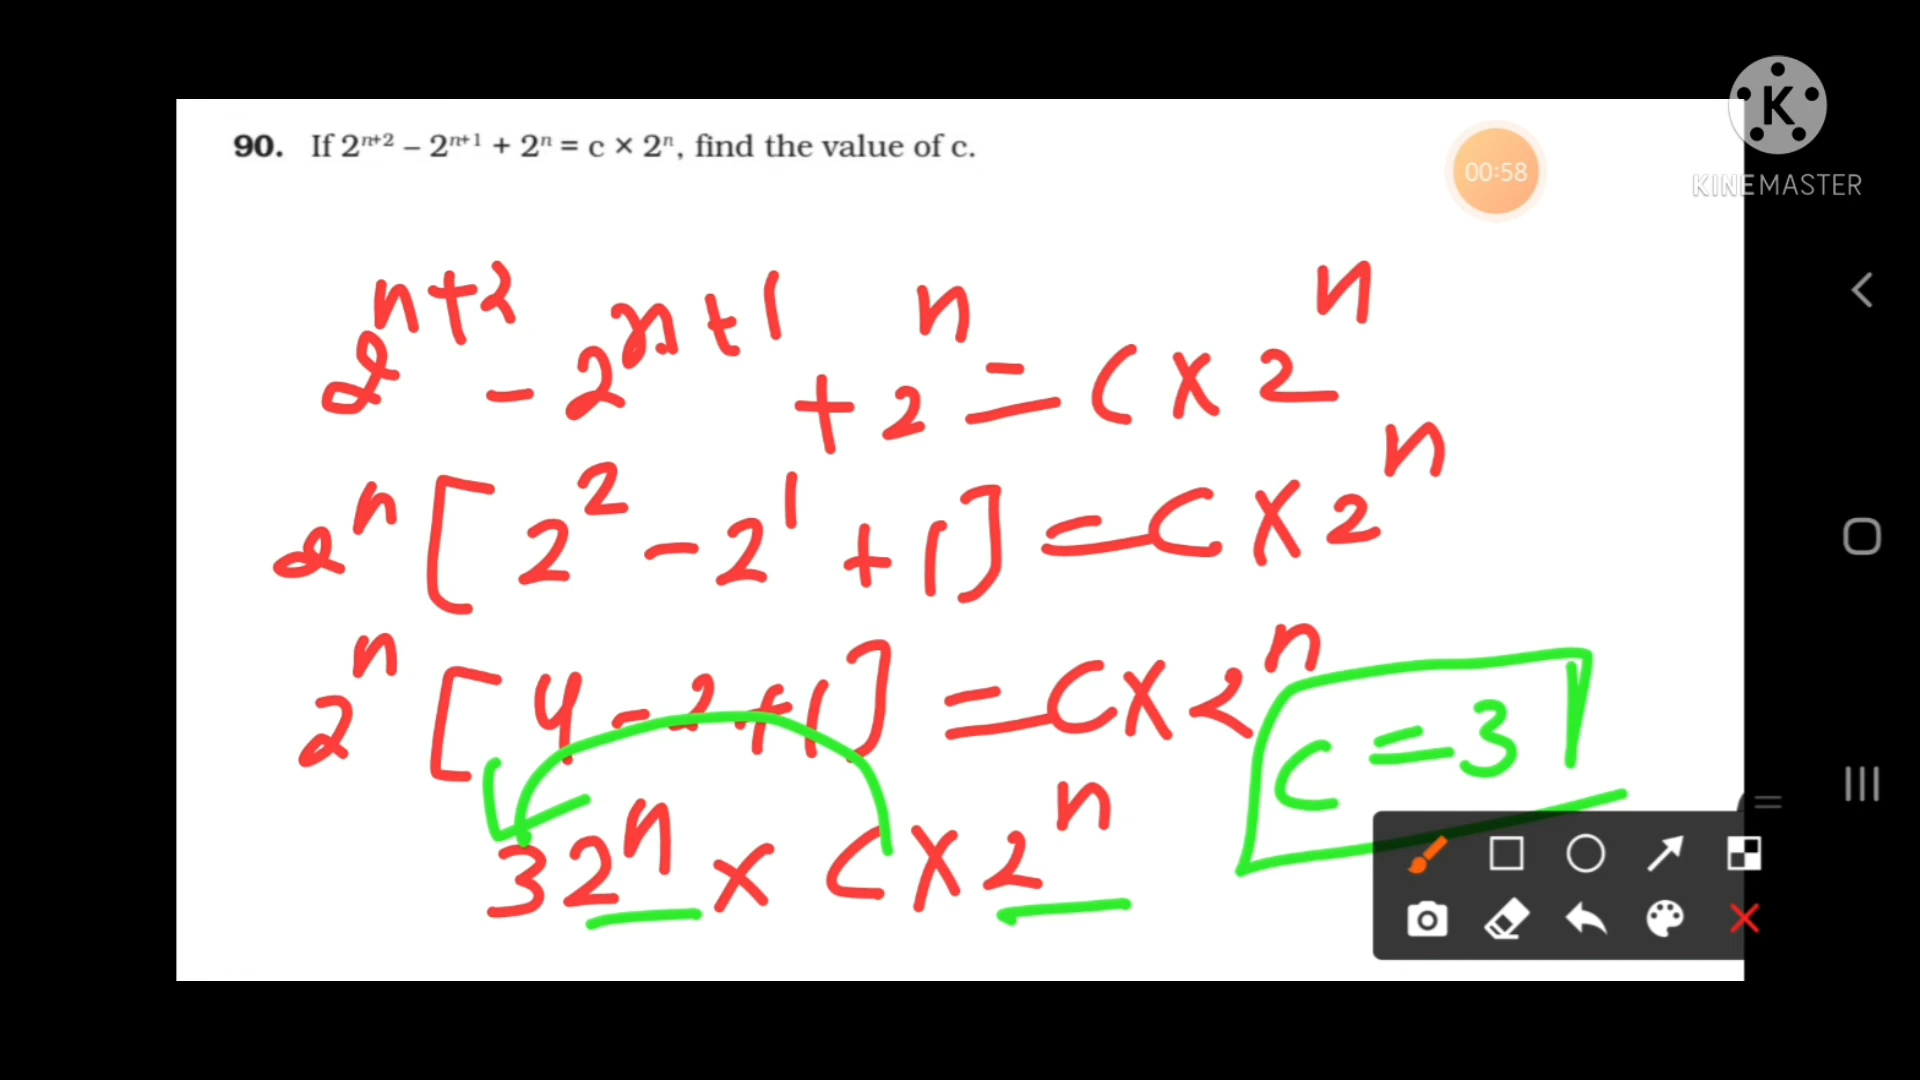 90. If 2ⁿ⁺² – 2ⁿ⁺¹ + 2ⁿ = c × 2ⁿ, find the value of c.
00:58
K
KINEMASTER
2ⁿ⁺² - 2ⁿ⁺¹ + 2ⁿ = C X 2ⁿ
2ⁿ [ 2² - 2¹ + 1 ] = C X 2ⁿ
2ⁿ [ 4 - 2 + 1 ] = C X 2ⁿ
C = 3
3 2ⁿ x C X 2ⁿ